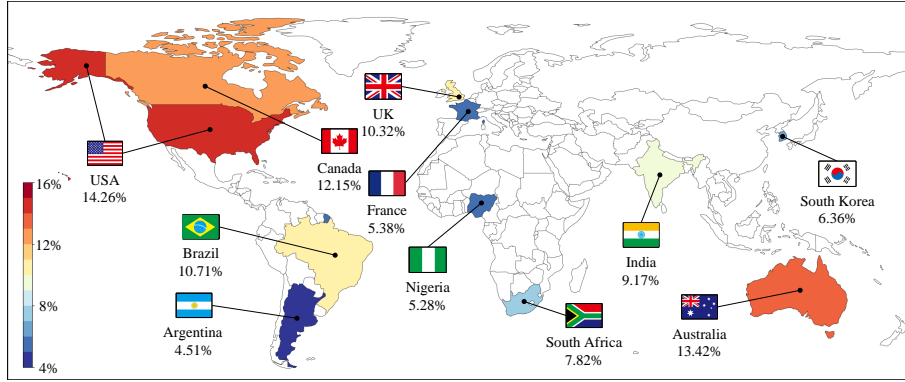 UK
10.32%
USA
14.26%
Canada
12.15%
France
5.38%
South Korea
6.36%
16%
12%
8%
4%
Brazil
10.71%
Nigeria
5.28%
India
9.17%
Argentina
4.51%
South Africa
7.82%
Australia
13.42%